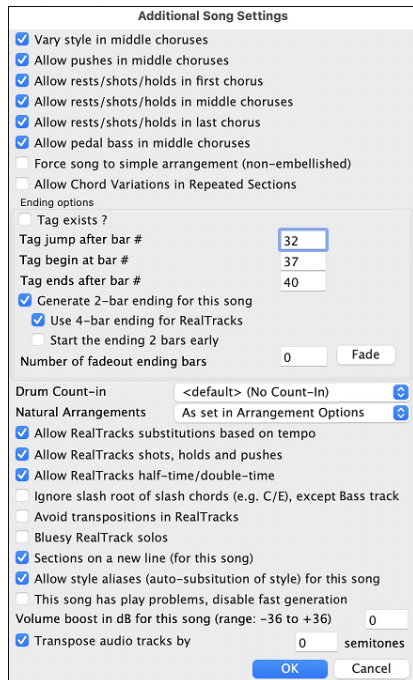 Additional Song Settings
Vary style in middle choruses
Allow pushes in middle choruses
Allow rests/shots/holds in first chorus
Allow rests/shots/holds in middle choruses
Allow rests/shots/holds in last chorus
Allow pedal bass in middle choruses
Force song to simple arrangement (non-embellished)
Allow Chord Variations in Repeated Sections
Ending options
Tag exists ?
Tag jump after bar # 32
Tag begin at bar # 37
Tag ends after bar # 40
Generate 2-bar ending for this song
Use 4-bar ending for RealTracks
Start the ending 2 bars early
Number of fadeout ending bars 0 Fade
Drum Count-in <default> (No Count-In)
Natural Arrangements As set in Arrangement Options
Allow RealTracks substitutions based on tempo
Allow RealTracks shots, holds and pushes
Allow RealTracks half-time/double-time
Ignore slash root of slash chords (e.g. C/E), except Bass track
Avoid transpositions in RealTracks
Bluesy RealTrack solos
Sections on a new line (for this song)
Allow style aliases (auto-subsitution of style) for this song
This song has play problems, disable fast generation
Volume boost in dB for this song (range: -36 to +36) 0
Transpose audio tracks by 0 semitones
OK Cancel